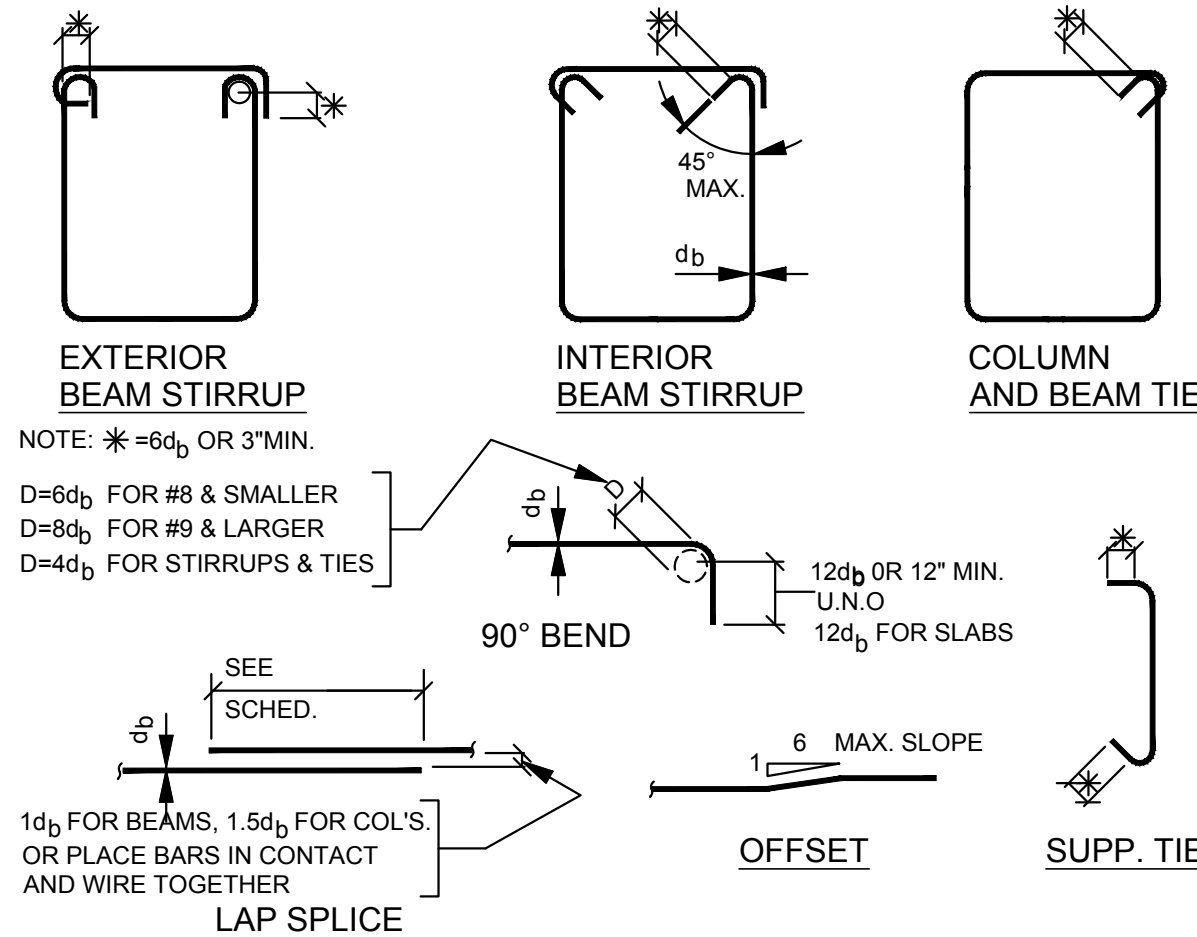 ✳
✳
✳
✳
45°
MAX.
db
EXTERIOR
BEAM STIRRUP
INTERIOR
BEAM STIRRUP
COLUMN
AND BEAM TIE
NOTE: ✳ =6db OR 3"MIN.
D=6db FOR #8 & SMALLER
D=8db FOR #9 & LARGER
D=4db FOR STIRRUPS & TIES
db
D
12db 0R 12" MIN.
U.N.O
12db FOR SLABS
90° BEND
✳
✳
SUPP. TIE
SEE
SCHED.
db
1db FOR BEAMS, 1.5db FOR COL'S.
OR PLACE BARS IN CONTACT
AND WIRE TOGETHER
LAP SPLICE
1 6 MAX. SLOPE
OFFSET